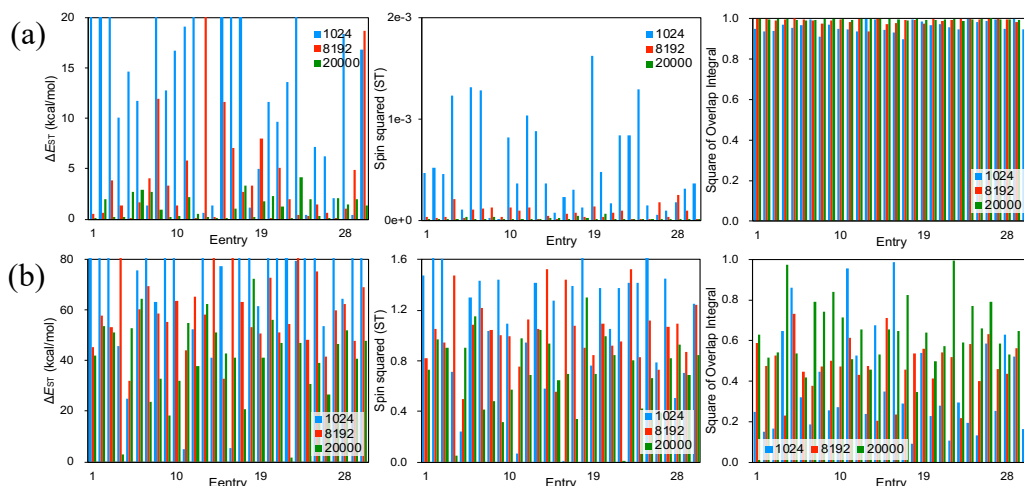 (a)
ΔE_ST (kcal/mol)
20
15
10
5
0
1024
8192
20000
1 10 19 28
Eentry
Spin squared (ST)
2e-3
1e-3
0e+0
1024
8192
20000
1 10 19 28
Eentry
Square of Overlap Integral
1.0
0.8
0.6
0.4
0.2
0.0
1024
8192
20000
1 10 19 28
Entry
(b)
ΔE_ST (kcal/mol)
80
60
40
20
0
1024
8192
20000
1 10 19 28
Entry
Spin squared (ST)
1.6
1.2
0.8
0.4
0.0
1024
8192
20000
1 10 19 28
Entry
Square of Overlap Integral
1.0
0.8
0.6
0.4
0.2
0.0
1024 8192 20000
1 10 19 28
Entry